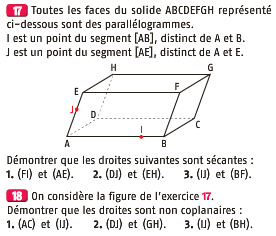 17 Toutes les faces du solide ABCDEFGH représenté
ci-dessous sont des parallélogrammes.
I est un point du segment [AB], distinct de A et B.
J est un point du segment [AE], distinct de A et E.
H G
E F
J D
C
A I B
Démontrer que les droites suivantes sont sécantes :
1. (FI) et (AE). 2. (DJ) et (EH). 3. (IJ) et (BF).
18 On considère la figure de l'exercice 17.
Démontrer que les droites sont non coplanaires :
1. (AC) et (IJ). 2. (DJ) et (GH). 3. (IJ) et (BH).